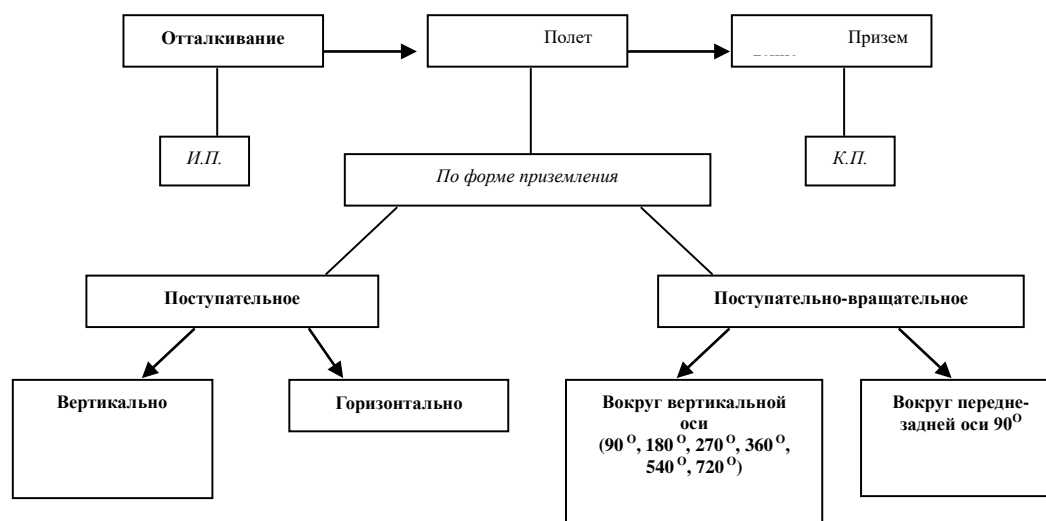 Отталкивание
Полет
Призем
И.П.
По форме приземления
К.П.
Поступательное
Поступательно-вращательное
Вертикально
Горизонтально
Вокруг вертикальной
оси
(90 О, 180 О, 270 О, 360 О,
540 О, 720 О)
Вокруг передне-
задней оси 90О